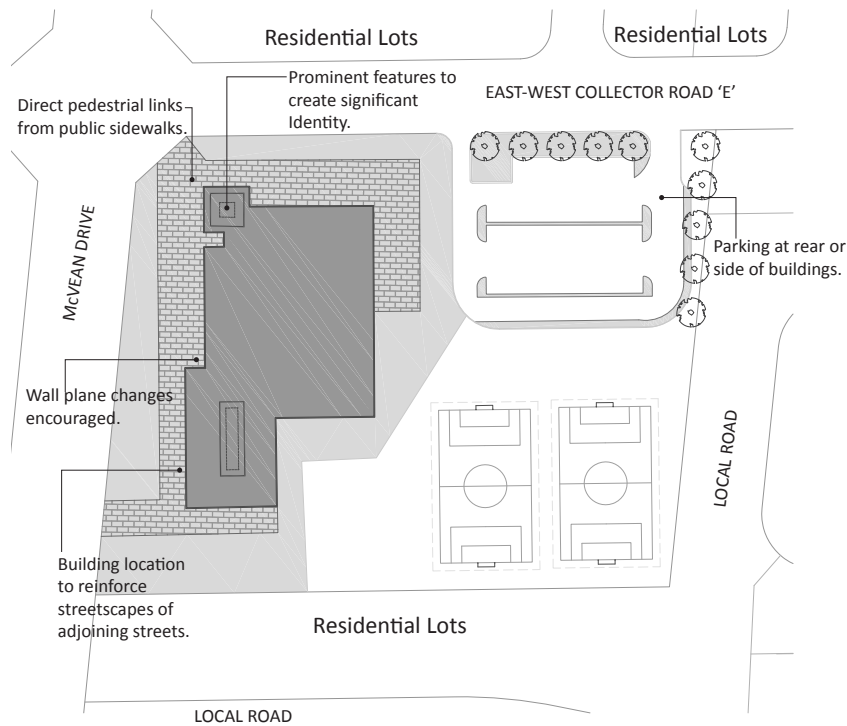 Residential Lots
Residential Lots
Prominent features to
create significant
Identity.
EAST-WEST COLLECTOR ROAD ‘E’
Direct pedestrial links
from public sidewalks.
McVEAN DRIVE
Parking at rear or
side of buildings.
Wall plane changes
encouraged.
LOCAL ROAD
Building location
to reinforce
streetscapes of
adjoining streets.
Residential Lots
LOCAL ROAD